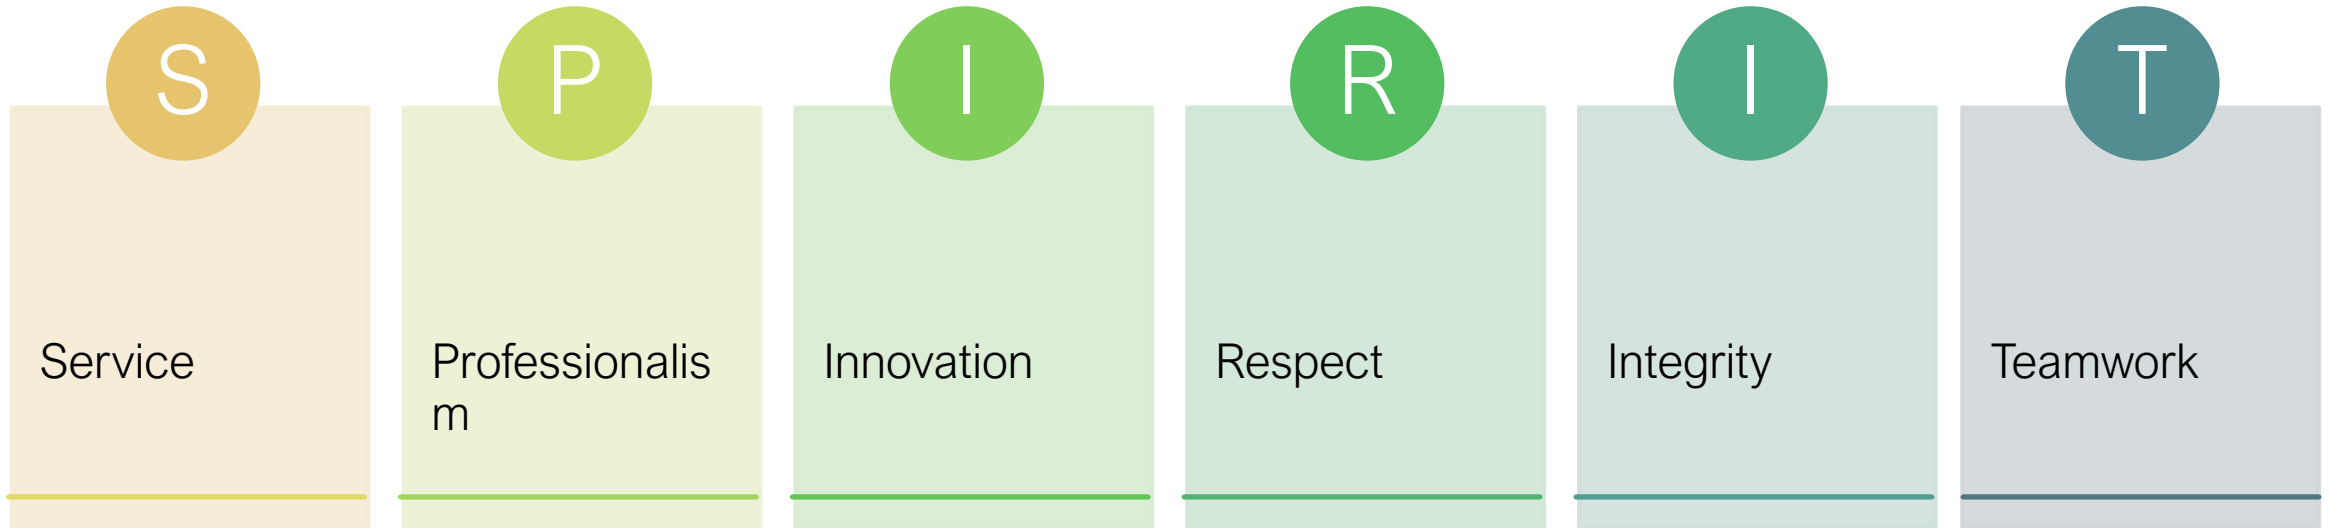 S P I R I T
Service Professionalis Innovation Respect Integrity Teamwork
m